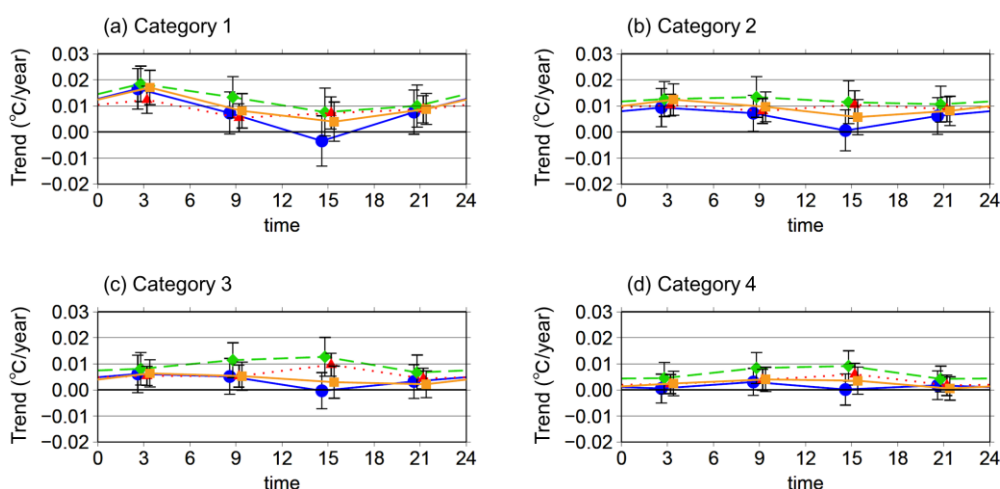 (a) Category 1
Trend (°C/year)
0.03
0.02
0.01
0.00
−0.01
−0.02
0 3 6 9 12 15 18 21 24
time
(b) Category 2
Trend (°C/year)
0.03
0.02
0.01
0.00
−0.01
−0.02
0 3 6 9 12 15 18 21 24
time
(c) Category 3
Trend (°C/year)
0.03
0.02
0.01
0.00
−0.01
−0.02
0 3 6 9 12 15 18 21 24
time
(d) Category 4
Trend (°C/year)
0.03
0.02
0.01
0.00
−0.01
−0.02
0 3 6 9 12 15 18 21 24
time